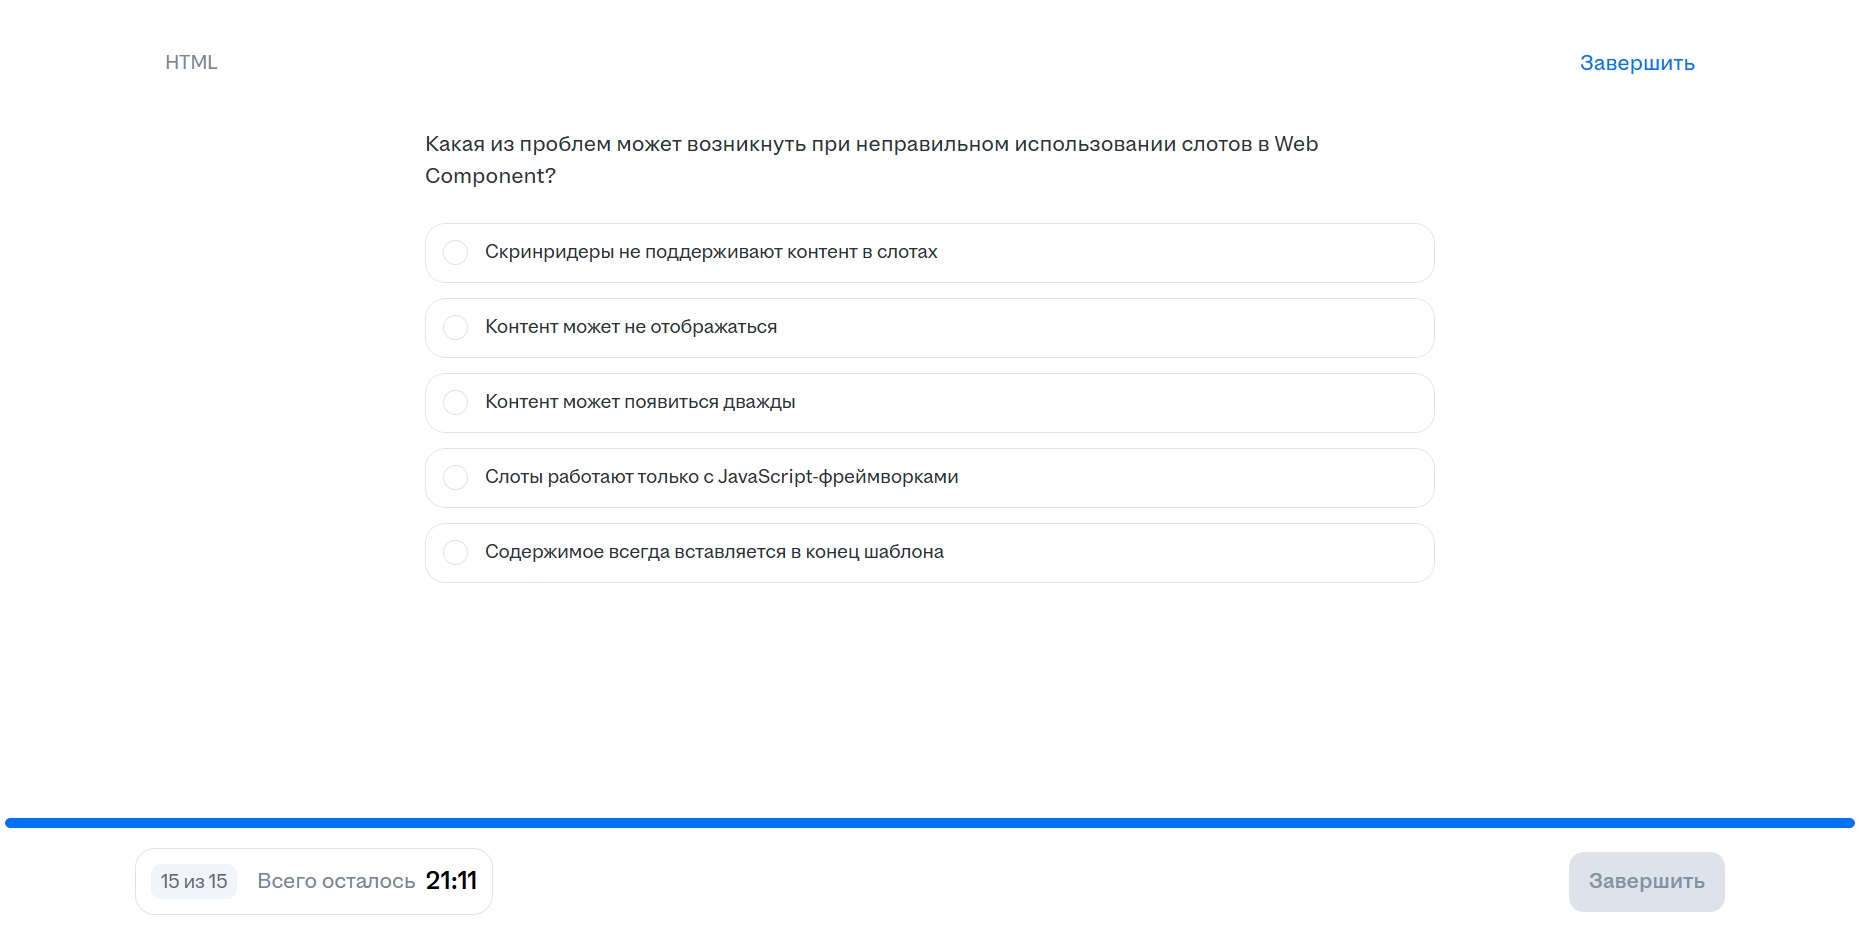 HTML
Завершить
Какая из проблем может возникнуть при неправильном использовании слотов в Web
Component?
Скринридеры не поддерживают контент в слотах
Контент может не отображаться
Контент может появиться дважды
Слоты работают только с JavaScript-фреймворками
Содержимое всегда вставляется в конец шаблона
15 из 15 Всего осталось 21:11
Завершить